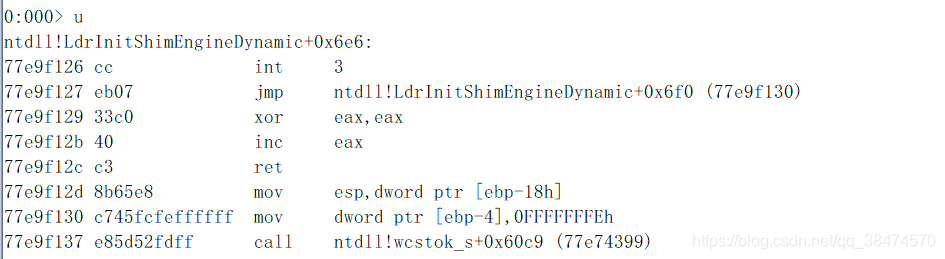 0:000> u
ntdll!LdrInitShimEngineDynamic+0x6e6:
77e9f126 cc              int     3
77e9f127 eb07            jmp     ntdll!LdrInitShimEngineDynamic+0x6f0 (77e9f130)
77e9f129 33c0            xor     eax,eax
77e9f12b 40              inc     eax
77e9f12c c3              ret
77e9f12d 8b65e8          mov     esp,dword ptr [ebp-18h]
77e9f130 c745fcfeffffff  mov     dword ptr [ebp-4],0FFFFFFFEh
77e9f137 e85d52fdff      call    ntdll!wcstok_s+0x60c9 (77e74399)
https://blog.csdn.net/qq_38474570